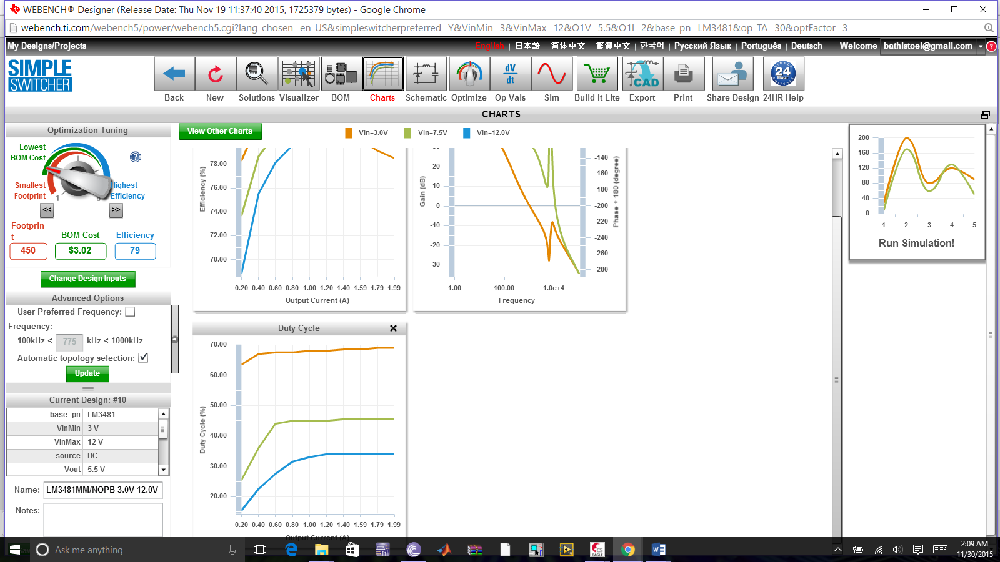 WEBENCH® Designer (Release Date: Thu Nov 19 11:37:40 2015, 1725379 bytes) - Google Chrome
webench.ti.com/webench5/power/webench5.cgi?lang_chosen=en_US&simpleswitcherpreferred=Y&VinMin=3&VinMax=12&O1V=5.5&O1I=2&base_pn=LM3481&op_TA=30&optFactor=3
My Designs/Projects
English | 日本語 | 简体中文 | 繁體中文 | 한국어 | Русский Язык | Português | Deutsch
Welcome bathistoel@gmail.com ?
SIMPLE
SWITCHER
dV
dt
CAD
SIMPLE
24
Hour
SWITCHER
Back New Solutions Visualizer BOM Charts Schematic Optimize Op Vals Sim Build-It Lite Export Print Share Design 24HR Help
CHARTS
Optimization Tuning
Lowest
BOM Cost
?
Smallest
Footprint
Highest
Efficiency
1
5
<<
>>
Footprin
t
BOM Cost
Efficiency
450
$3.02
79
Change Design Inputs
Advanced Options
User Preferred Frequency:
Frequency:
100kHz < 775 kHz < 1000kHz
Automatic topology selection:
Update
Current Design: #10
base_pn LM3481
VinMin 3 V
VinMax 12 V
source DC
Vout 5.5 V
Name: LM3481MM/NOPB 3.0V-12.0V
Notes:
View Other Charts
Vin=3.0V Vin=7.5V Vin=12.0V
Efficiency (%)
78.00
76.00
74.00
72.00
70.00
0.20 0.40 0.60 0.80 1.00 1.20 1.40 1.59 1.79 1.99
Output Current (A)
Gain (dB)
20
10
0
-10
-20
-30
1.00 100.00 1.0e+4
Frequency
-140
-160
-180
-200
-220
-240
-260
-280
Phase + 180 (degree)
Duty Cycle
Duty Cycle (%)
70.00
60.00
50.00
40.00
30.00
20.00
0.20 0.40 0.60 0.80 1.00 1.20 1.40 1.59 1.79 1.99
Output Current (A)
200
160
120
80
40
0
1 2 3 4 5
Run Simulation!
Ask me anything
CS
EAGLE
2:09 AM
11/30/2015